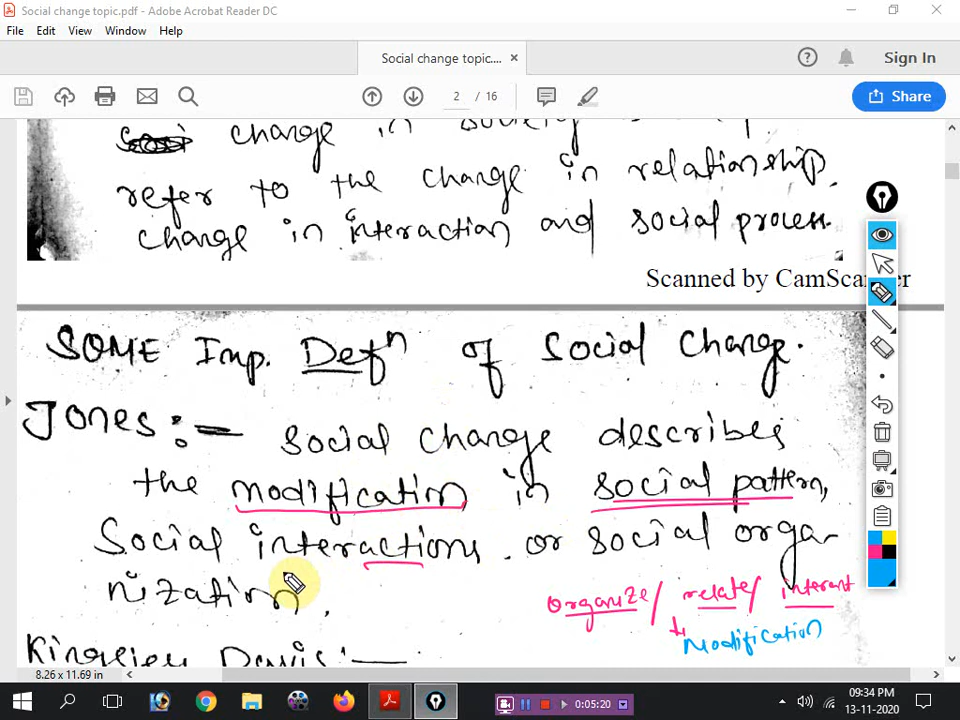 Social change topic.pdf - Adobe Acrobat Reader DC
File Edit View Window Help
Social change topic....
Sign In
2 / 16
Share
change in society
refer to the change in relationship,
change in interaction and social process.
Scanned by CamScanner
SOME Imp. Defn of Social Change.
Jones:- Social change describes
the modification in social pattern,
Social interactions. or social orga-
nization.
organize/ relate/ interant
Modification
Davis:-
8.26 x 11.69 in
0:05:20
09:34 PM
13-11-2020